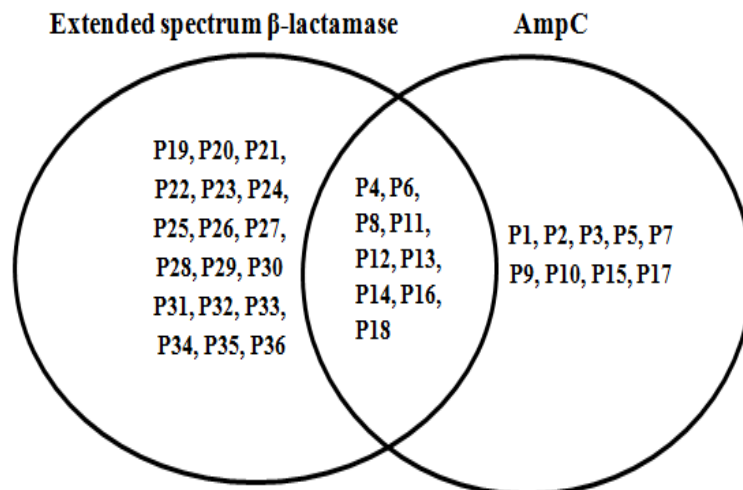 Extended spectrum β-lactamase
AmpC
P19, P20, P21,
P22, P23, P24,
P25, P26, P27,
P28, P29, P30
P31, P32, P33,
P34, P35, P36
P4, P6,
P8, P11,
P12, P13,
P14, P16,
P18
P1, P2, P3, P5, P7
P9, P10, P15, P17